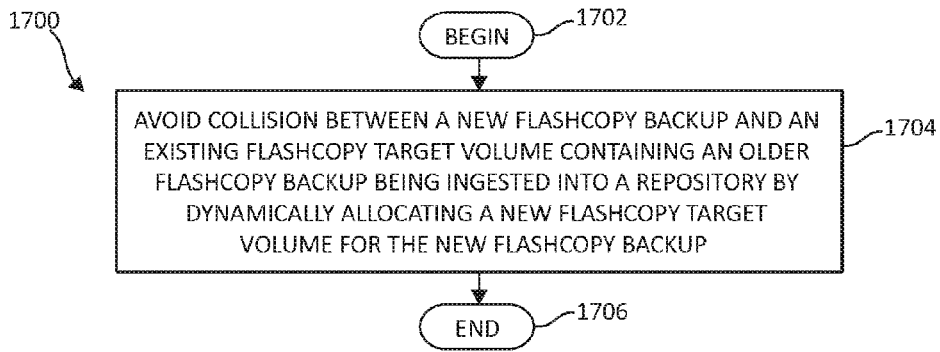 1700
BEGIN
1702
AVOID COLLISION BETWEEN A NEW FLASHCOPY BACKUP AND AN
EXISTING FLASHCOPY TARGET VOLUME CONTAINING AN OLDER
FLASHCOPY BACKUP BEING INGESTED INTO A REPOSITORY BY
DYNAMICALLY ALLOCATING A NEW FLASHCOPY TARGET
VOLUME FOR THE NEW FLASHCOPY BACKUP
1704
END
1706